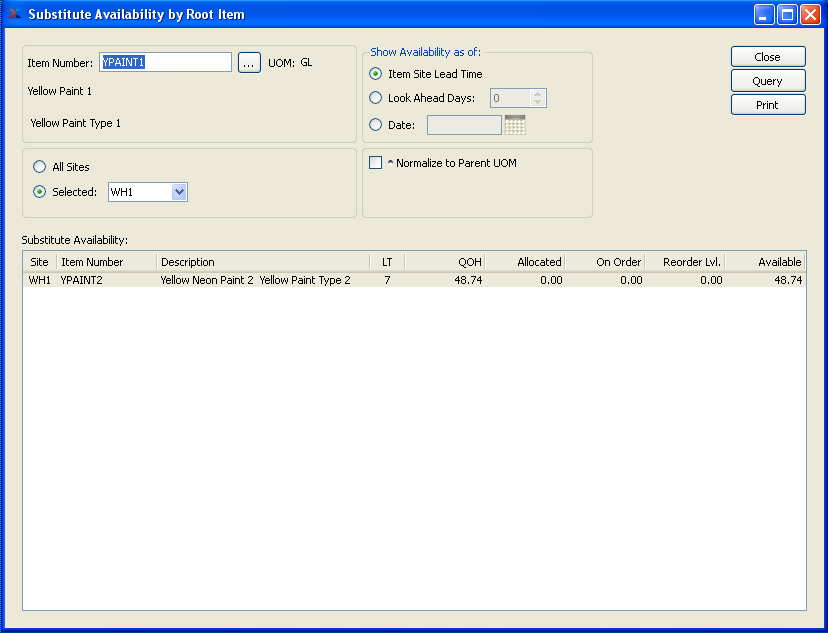 Substitute Availability by Root Item
Item Number: YPAINT1 ... UOM: GL
Yellow Paint 1
Yellow Paint Type 1
Show Availability as of:
Item Site Lead Time
Look Ahead Days: 0
Date:
Close
Query
Print
All Sites
Selected: WH1
^ Normalize to Parent UOM
Substitute Availability:
Site Item Number Description LT QOH Allocated On Order Reorder Lvl. Available
WH1 YPAINT2 Yellow Neon Paint 2 Yellow Paint Type 2 7 48.74 0.00 0.00 0.00 48.74